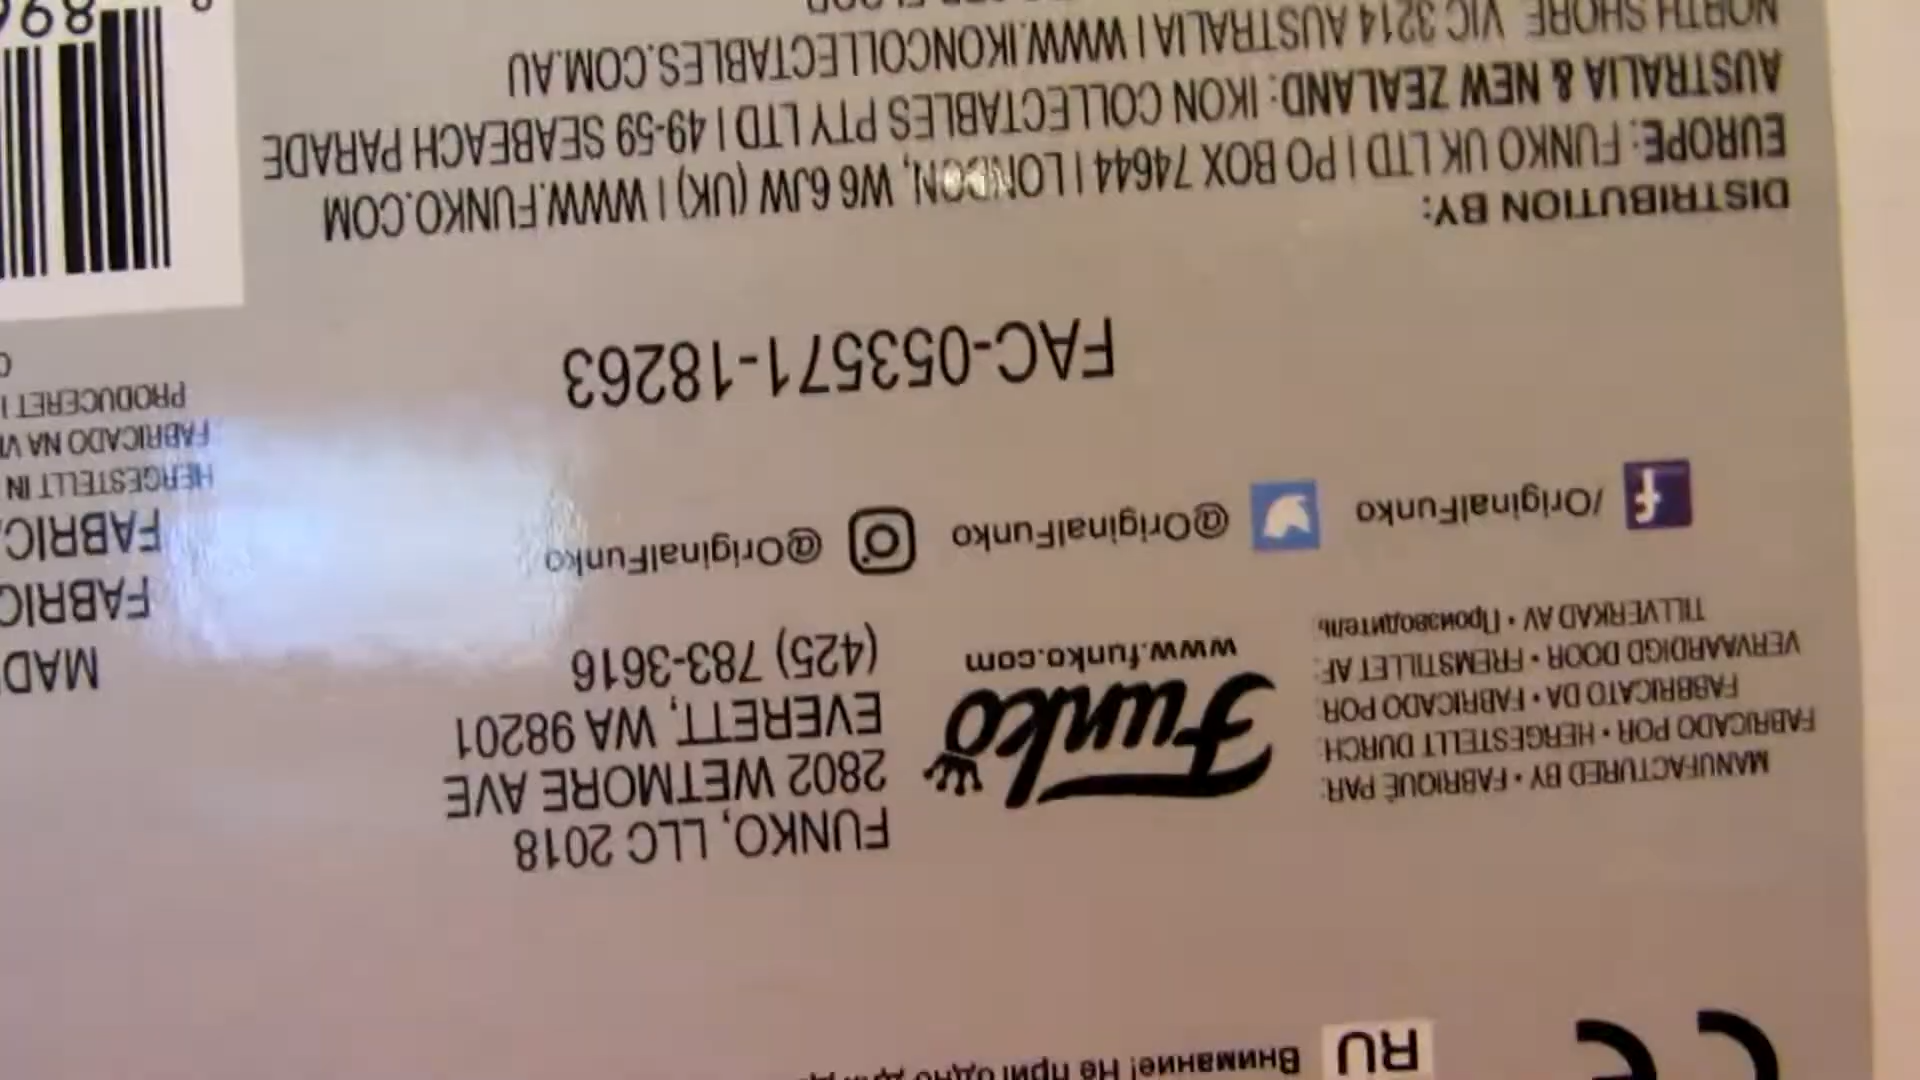 RU Внимание! Не пригодно для д
FUNKO, LLC 2018
2802 WETMORE AVE
EVERETT, WA 98201
(425) 783-3616
MANUFACTURED BY • FABRIQUÉ PAR:
FABRICADO POR • HERGESTELLT DURCH:
FABBRICATO DA • FABRICADO POR:
VERVAARDIGD DOOR • FREMSTILLET AF:
TILLVERKAD AV • Производитель:
Funko
www.funko.com
MAD
FABRIC
FABRIC
HERGESTELLT IN
FABRICADO NA VI
PRODUCERET I
/OriginalFunko @OriginalFunko @OriginalFunko
FAC-053571-18263
DISTRIBUTION BY:
EUROPE: FUNKO UK LTD | PO BOX 74644 | LONDON, W6 6JW (UK) | WWW.FUNKO.COM
AUSTRALIA & NEW ZEALAND: IKON COLLECTABLES PTY LTD | 49-59 SEABEACH PARADE
NORTH SHORE VIC 3214 AUSTRALIA | WWW.IKONCOLLECTABLES.COM.AU